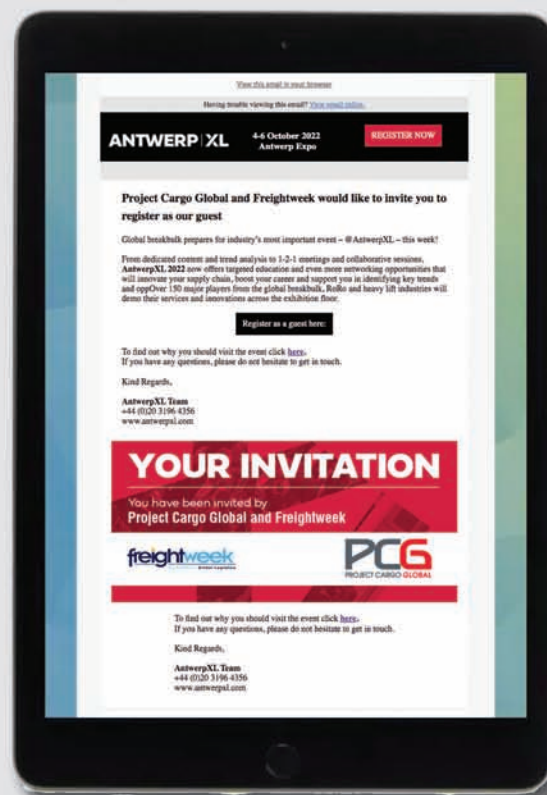 View this email in your browser
Having trouble viewing this email? View email online.
ANTWERP XL
4-6 October 2022
Antwerp Expo
REGISTER NOW
Project Cargo Global and Freightweek would like to invite you to
register as our guest
Global breakbulk prepares for industry's most important event – @AntwerpXL – this week!
From dedicated content and trend analysis to 1-2-1 meetings and collaborative sessions,
AntwerpXL 2022 now offers targeted education and even more networking opportunities that
will innovate your supply chain, boost your career and support you in identifying key trends
and oppOver 150 major players from the global breakbulk, RoRo and heavy lift industries will
demo their services and innovations across the exhibition floor.
Register as a guest here:
To find out why you should visit the event click here.
If you have any questions, please do not hesitate to get in touch.
Kind Regards,
AntwerpXL Team
+44 (0)20 3196 4356
www.antwerpxl.com
YOUR INVITATION
You have been invited by
Project Cargo Global and Freightweek
freightweek
PCG
PROJECT CARGO GLOBAL
To find out why you should visit the event click here.
If you have any questions, please do not hesitate to get in touch.
Kind Regards,
AntwerpXL Team
+44 (0)20 3196 4356
www.antwerpxl.com